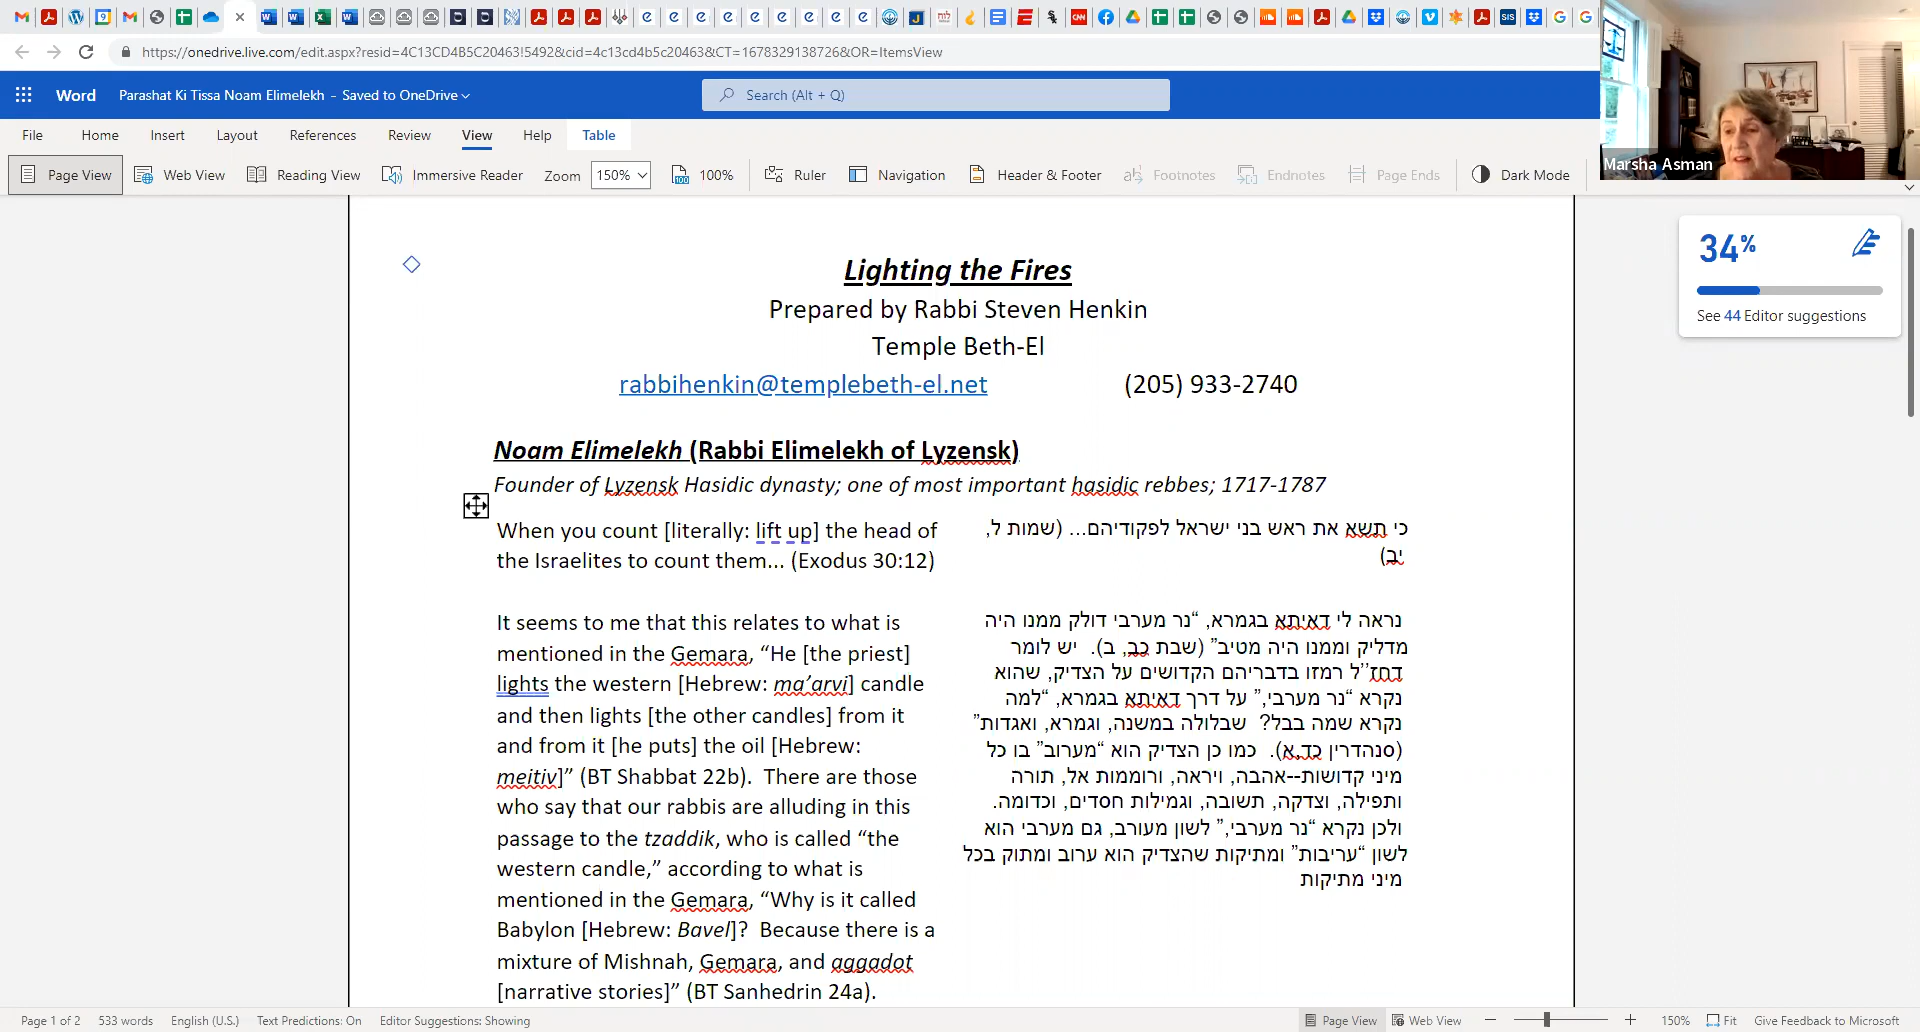 https://onedrive.live.com/edit.aspx?resid=4C13CD4B5C20463!5492&cid=4c13cd4b5c20463&CT=1678329138726&OR=ItemsView
Word Parashat Ki Tissa Noam Elimelekh - Saved to OneDrive
Search (Alt + Q)
File Home Insert Layout References Review View Help Table
Page View Web View Reading View Immersive Reader Zoom 150% 100% Ruler Navigation Header & Footer Footnotes Endnotes Page Ends Dark Mode
Marsha Asman
34%
See 44 Editor suggestions
Lighting the Fires
Prepared by Rabbi Steven Henkin
Temple Beth-El
rabbihenkin@templebeth-el.net (205) 933-2740
Noam Elimelekh (Rabbi Elimelekh of Lyzensk)
Founder of Lyzensk Hasidic dynasty; one of most important hasidic rebbes; 1717-1787
When you count [literally: lift up] the head of
the Israelites to count them... (Exodus 30:12)
It seems to me that this relates to what is
mentioned in the Gemara, “He [the priest]
lights the western [Hebrew: ma’arvi] candle
and then lights [the other candles] from it
and from it [he puts] the oil [Hebrew:
meitiv]” (BT Shabbat 22b). There are those
who say that our rabbis are alluding in this
passage to the tzaddik, who is called “the
western candle,” according to what is
mentioned in the Gemara, “Why is it called
Babylon [Hebrew: Bavel]? Because there is a
mixture of Mishnah, Gemara, and aggadot
[narrative stories]” (BT Sanhedrin 24a).
כי תשא את ראש בני ישראל לפקודיהם... (שמות ל,
יב)
נראה לי דאיתא בגמרא, “נר מערבי דולק ממנו היה
מדליק וממנו היה מטיב” (שבת כב, ב). יש לומר
דחז’’ל רמזו בדבריהם הקדושים על הצדיק, שהוא
נקרא “נר מערבי,” על דרך דאיתא בגמרא, “למה
נקרא שמה בבל? שבלולה במשנה, וגמרא, ואגדות”
(סנהדרין כד,א). כמו כן הצדיק הוא “מערוב” בו כל
מיני קדושות--אהבה, ויראה, ורוממות אל, תורה
ותפילה, וצדקה, תשובה, וגמילות חסדים, וכדומה.
ולכן נקרא “נר מערבי,” לשון מעורב, גם מערבי הוא
לשון “עריבות” ומתיקות שהצדיק הוא ערוב ומתוק בכל
מיני מתיקות
Page 1 of 2 533 words English (U.S.) Text Predictions: On Editor Suggestions: Showing Page View Web View 150% Fit Give Feedback to Microsoft